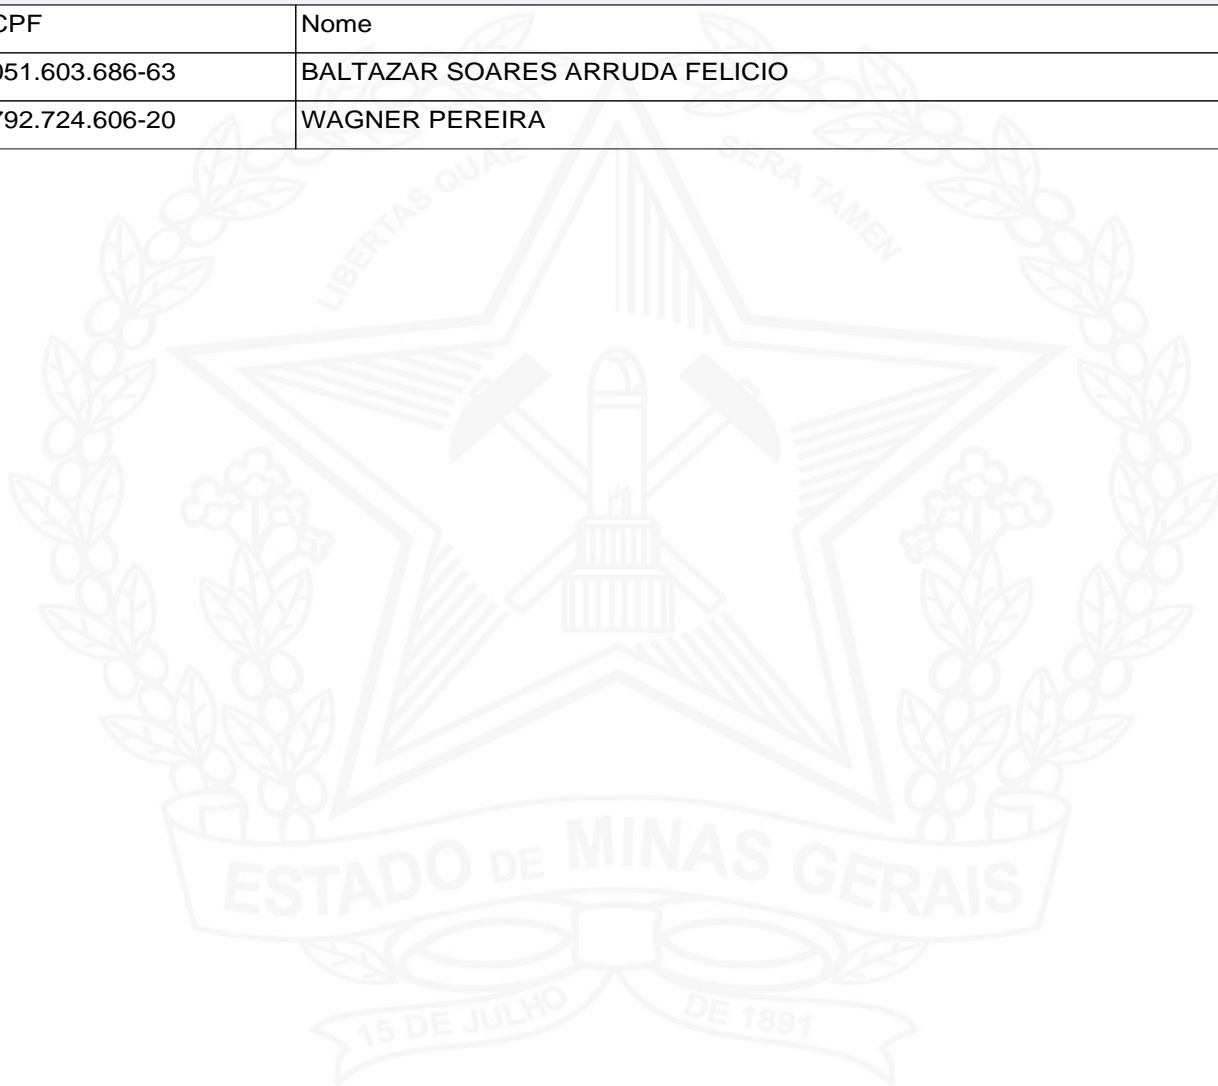 CPF Nome
051.603.686-63 BALTAZAR SOARES ARRUDA FELICIO
792.724.606-20 WAGNER PEREIRA
LIBERTAS QUAE SERA TAMEN
ESTADO DE MINAS GERAIS
15 DE JULHO DE 1891